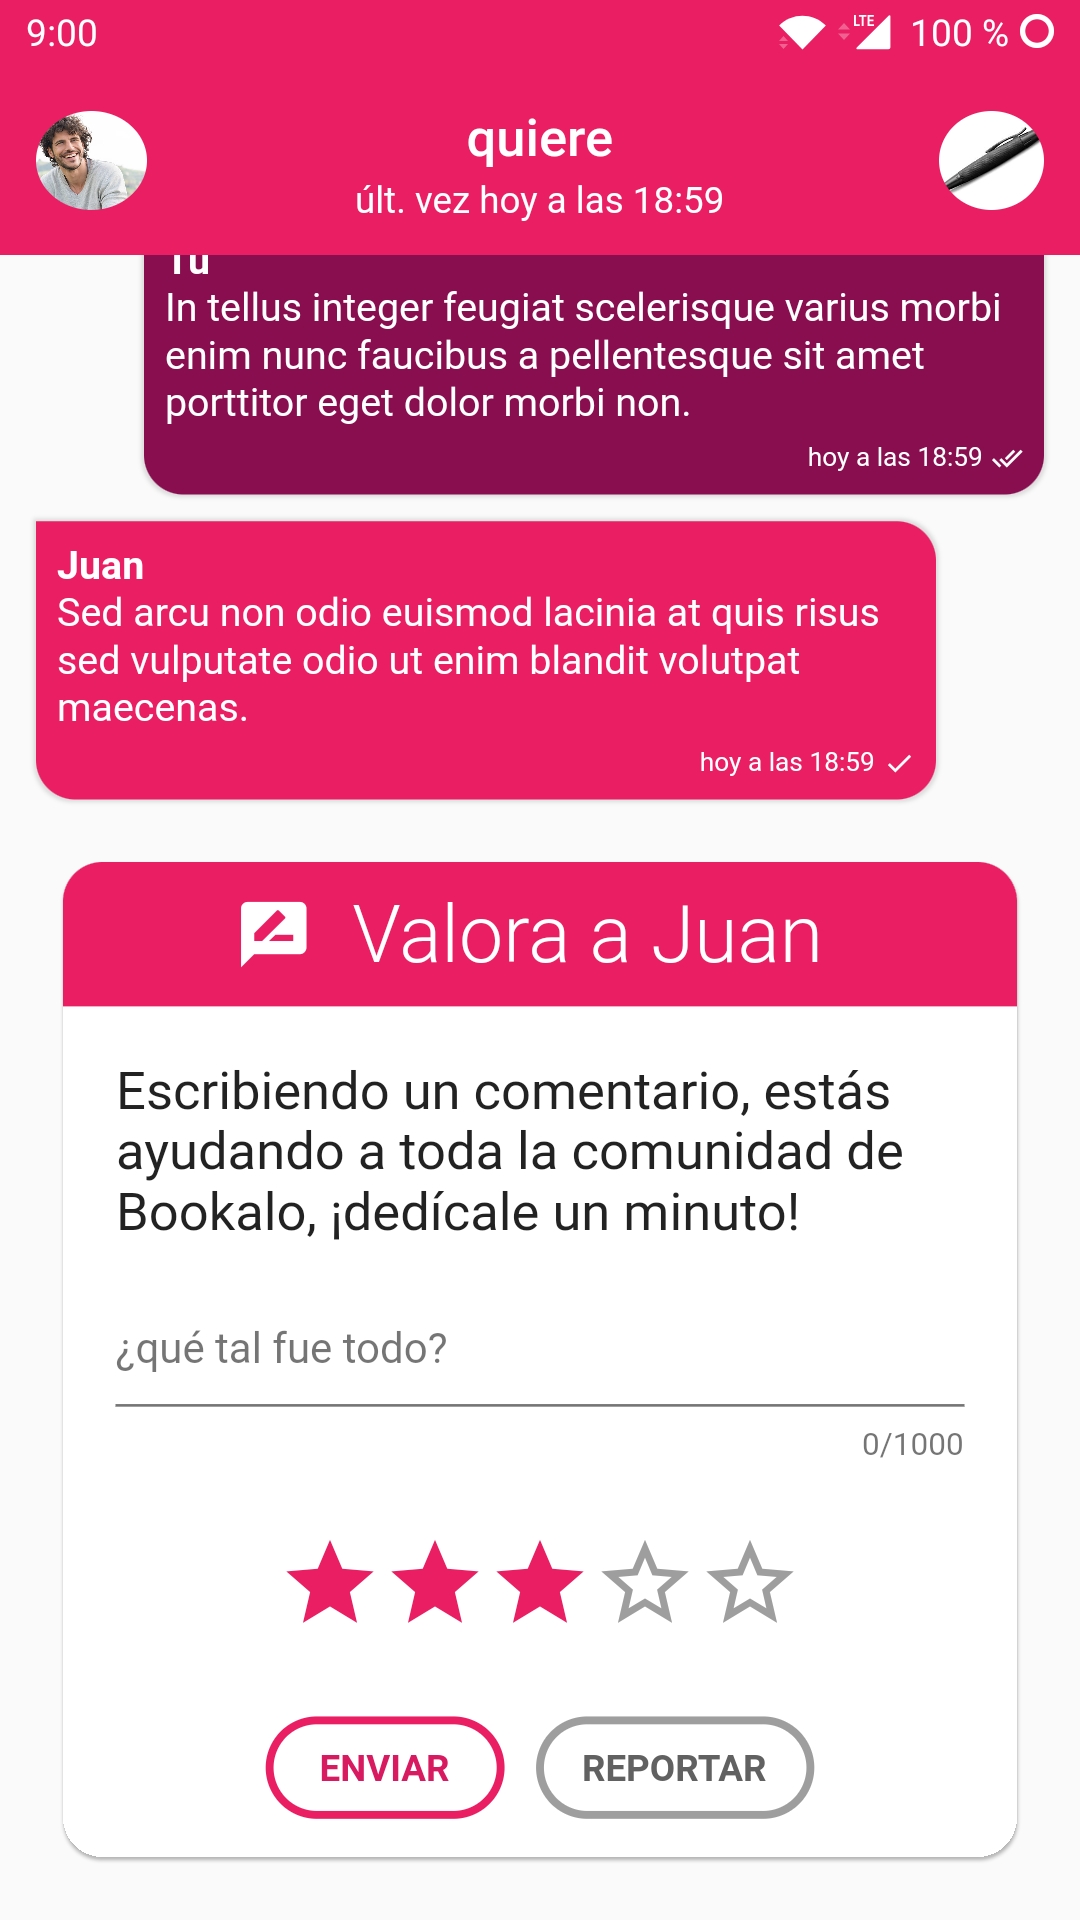 9:00 LTE 100 %
quiere
últ. vez hoy a las 18:59
Tú
In tellus integer feugiat scelerisque varius morbi
enim nunc faucibus a pellentesque sit amet
porttitor eget dolor morbi non.
hoy a las 18:59
Juan
Sed arcu non odio euismod lacinia at quis risus
sed vulputate odio ut enim blandit volutpat
maecenas.
hoy a las 18:59
Valora a Juan
Escribiendo un comentario, estás
ayudando a toda la comunidad de
Bookalo, ¡dedícale un minuto!
¿qué tal fue todo?
0/1000
ENVIAR REPORTAR